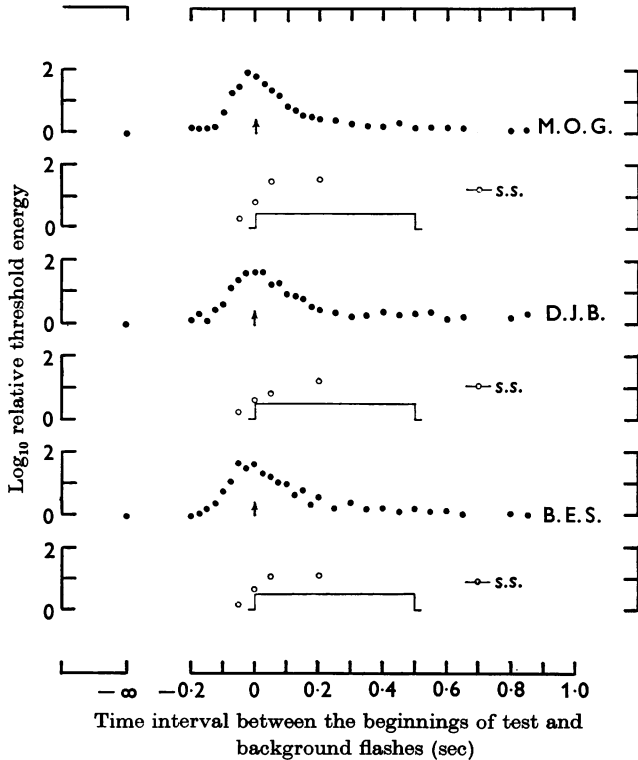 Log₁₀ relative threshold energy
2
0
M.O.G.
2
0
s.s.
2
0
D.J.B.
2
0
s.s.
2
0
B.E.S.
2
0
s.s.
−∞ −0·2 0 0·2 0·4 0·6 0·8 1·0
Time interval between the beginnings of test and
background flashes (sec)